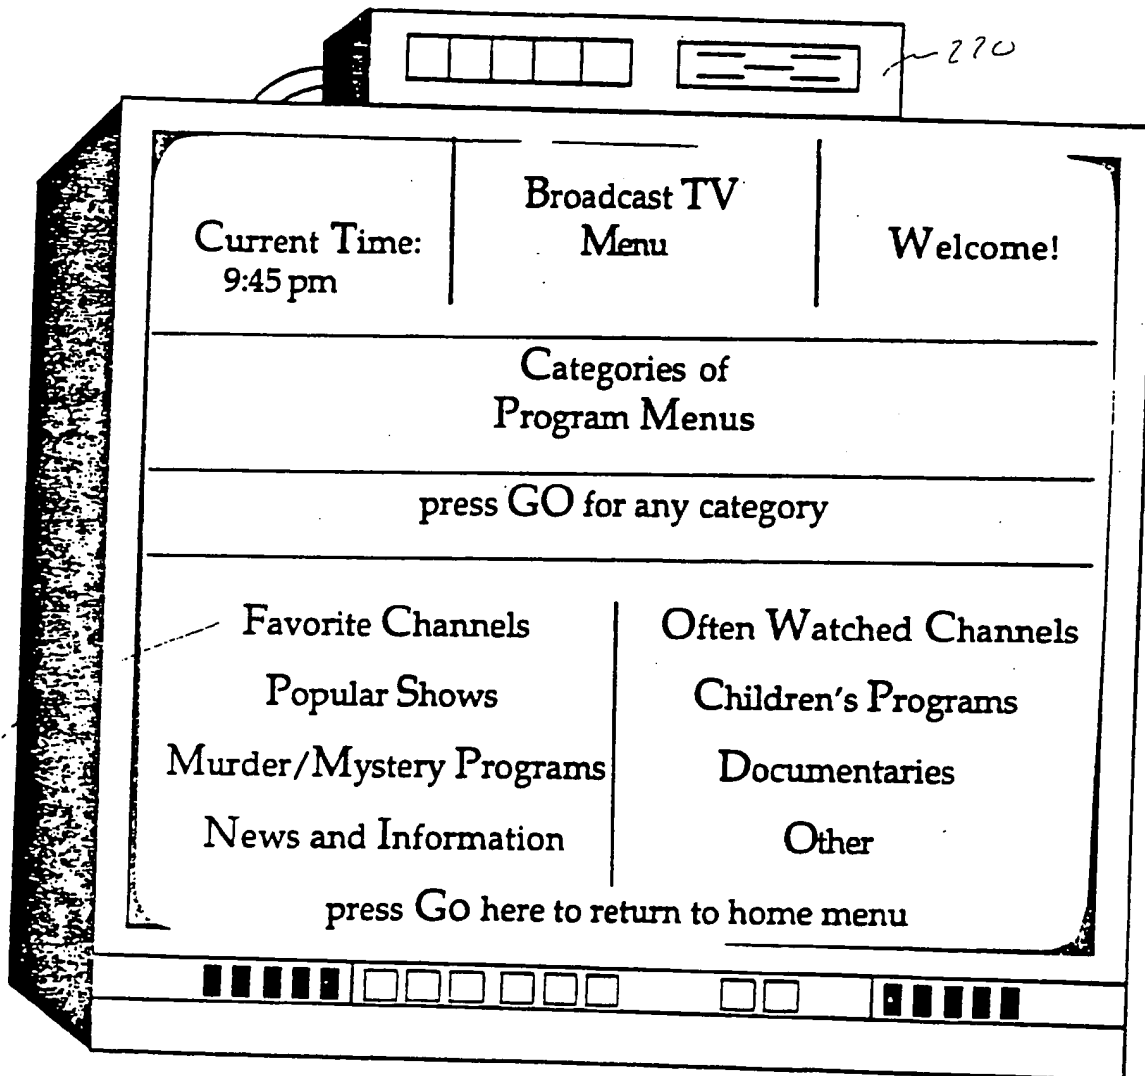 220
Broadcast TV
Menu
Current Time:
9:45 pm
Welcome!
Categories of
Program Menus
press GO for any category
Favorite Channels
Often Watched Channels
Popular Shows
Children's Programs
Murder/Mystery Programs
Documentaries
News and Information
Other
press Go here to return to home menu